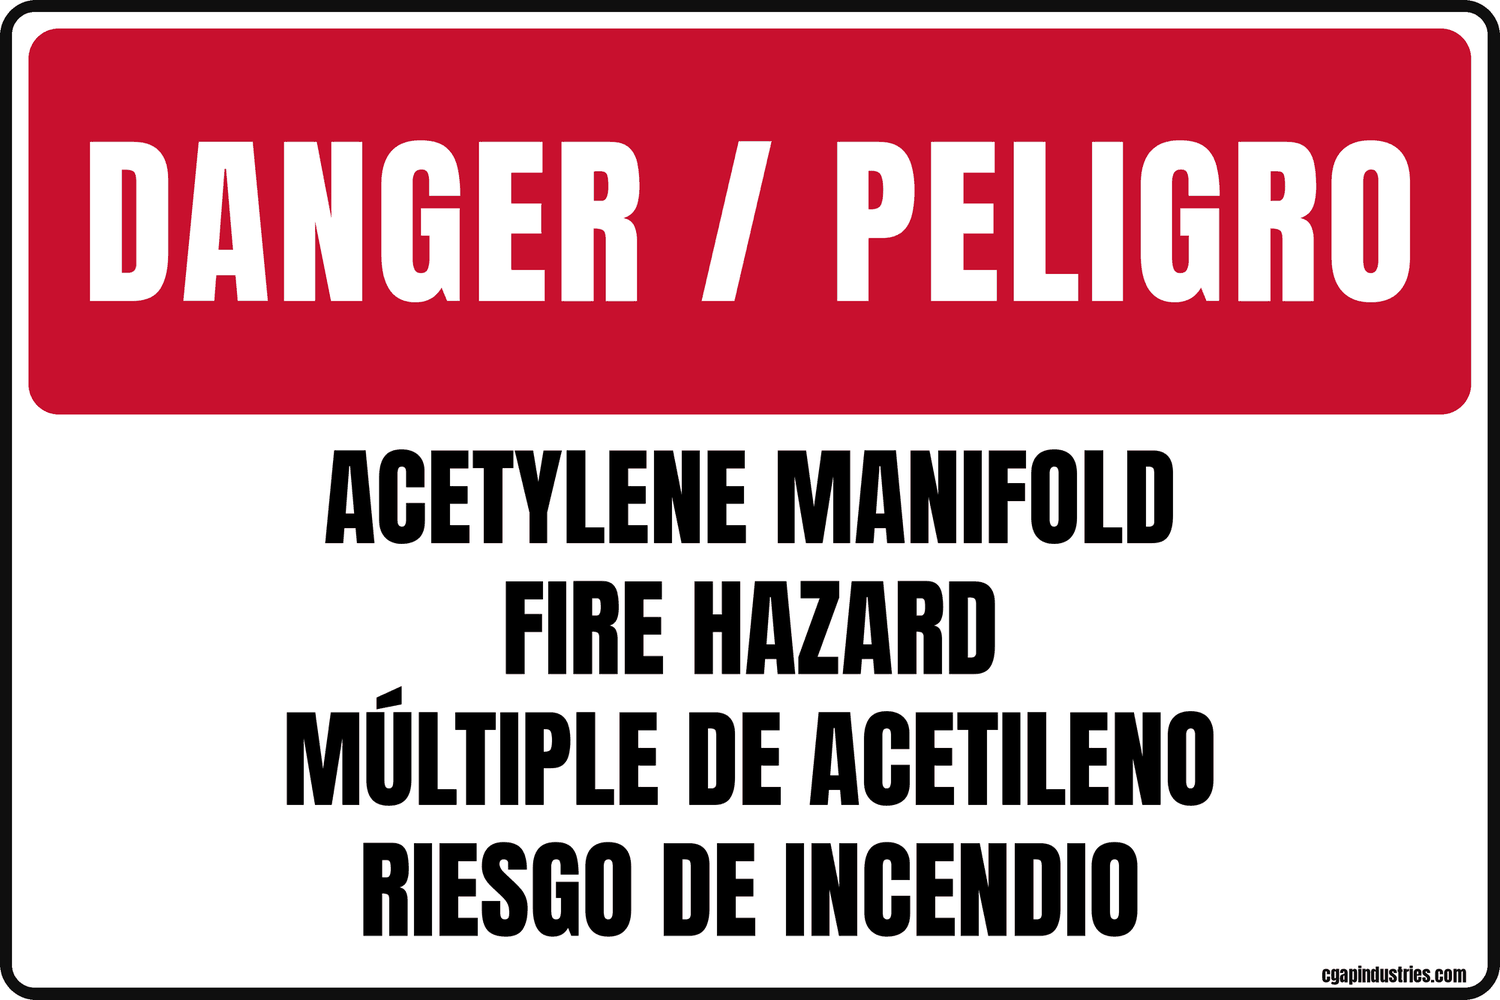 DANGER / PELIGRO
ACETYLENE MANIFOLD
FIRE HAZARD
MÚLTIPLE DE ACETILENO
RIESGO DE INCENDIO
cgapindustries.com